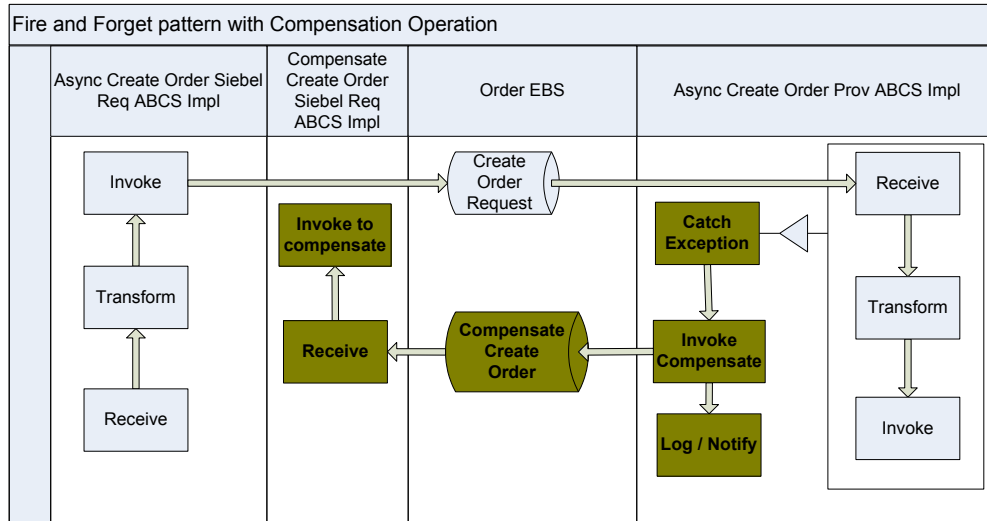 Fire and Forget pattern with Compensation Operation
Async Create Order Siebel
Req ABCS Impl
Compensate
Create Order
Siebel Req
ABCS Impl
Order EBS
Async Create Order Prov ABCS Impl
Invoke
Transform
Receive
Invoke to
compensate
Receive
Create
Order
Request
Compensate
Create
Order
Catch
Exception
Invoke
Compensate
Log / Notify
Receive
Transform
Invoke